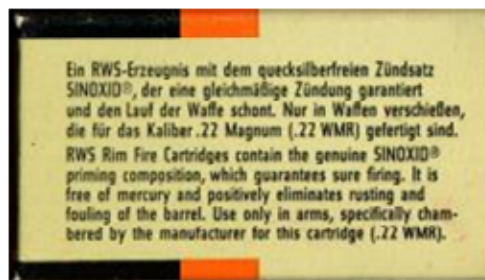 Ein RWS-Erzeugnis mit dem quecksilberfreien Zündsatz
SINOXID®, der eine gleichmäßige Zündung garantiert
und den Lauf der Waffe schont. Nur in Waffen verschießen,
die für das Kaliber .22 Magnum (.22 WMR) gefertigt sind.
RWS Rim Fire Cartridges contain the genuine SINOXID®
priming composition, which guarantees sure firing. It is
free of mercury and positively eliminates rusting and
fouling of the barrel. Use only in arms, specifically cham-
bered by the manufacturer for this cartridge (.22 WMR).